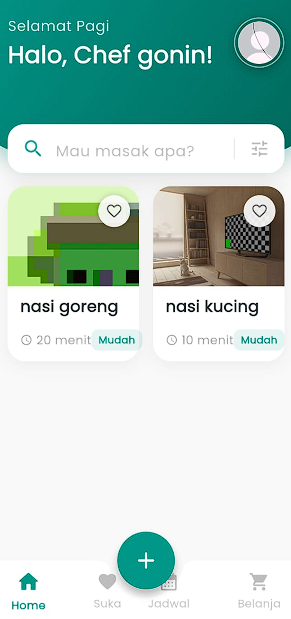 Selamat Pagi
Halo, Chef gonin!
Mau masak apa?
nasi goreng
20 menit Mudah
nasi kucing
10 menit Mudah
Home Suka Jadwal Belanja